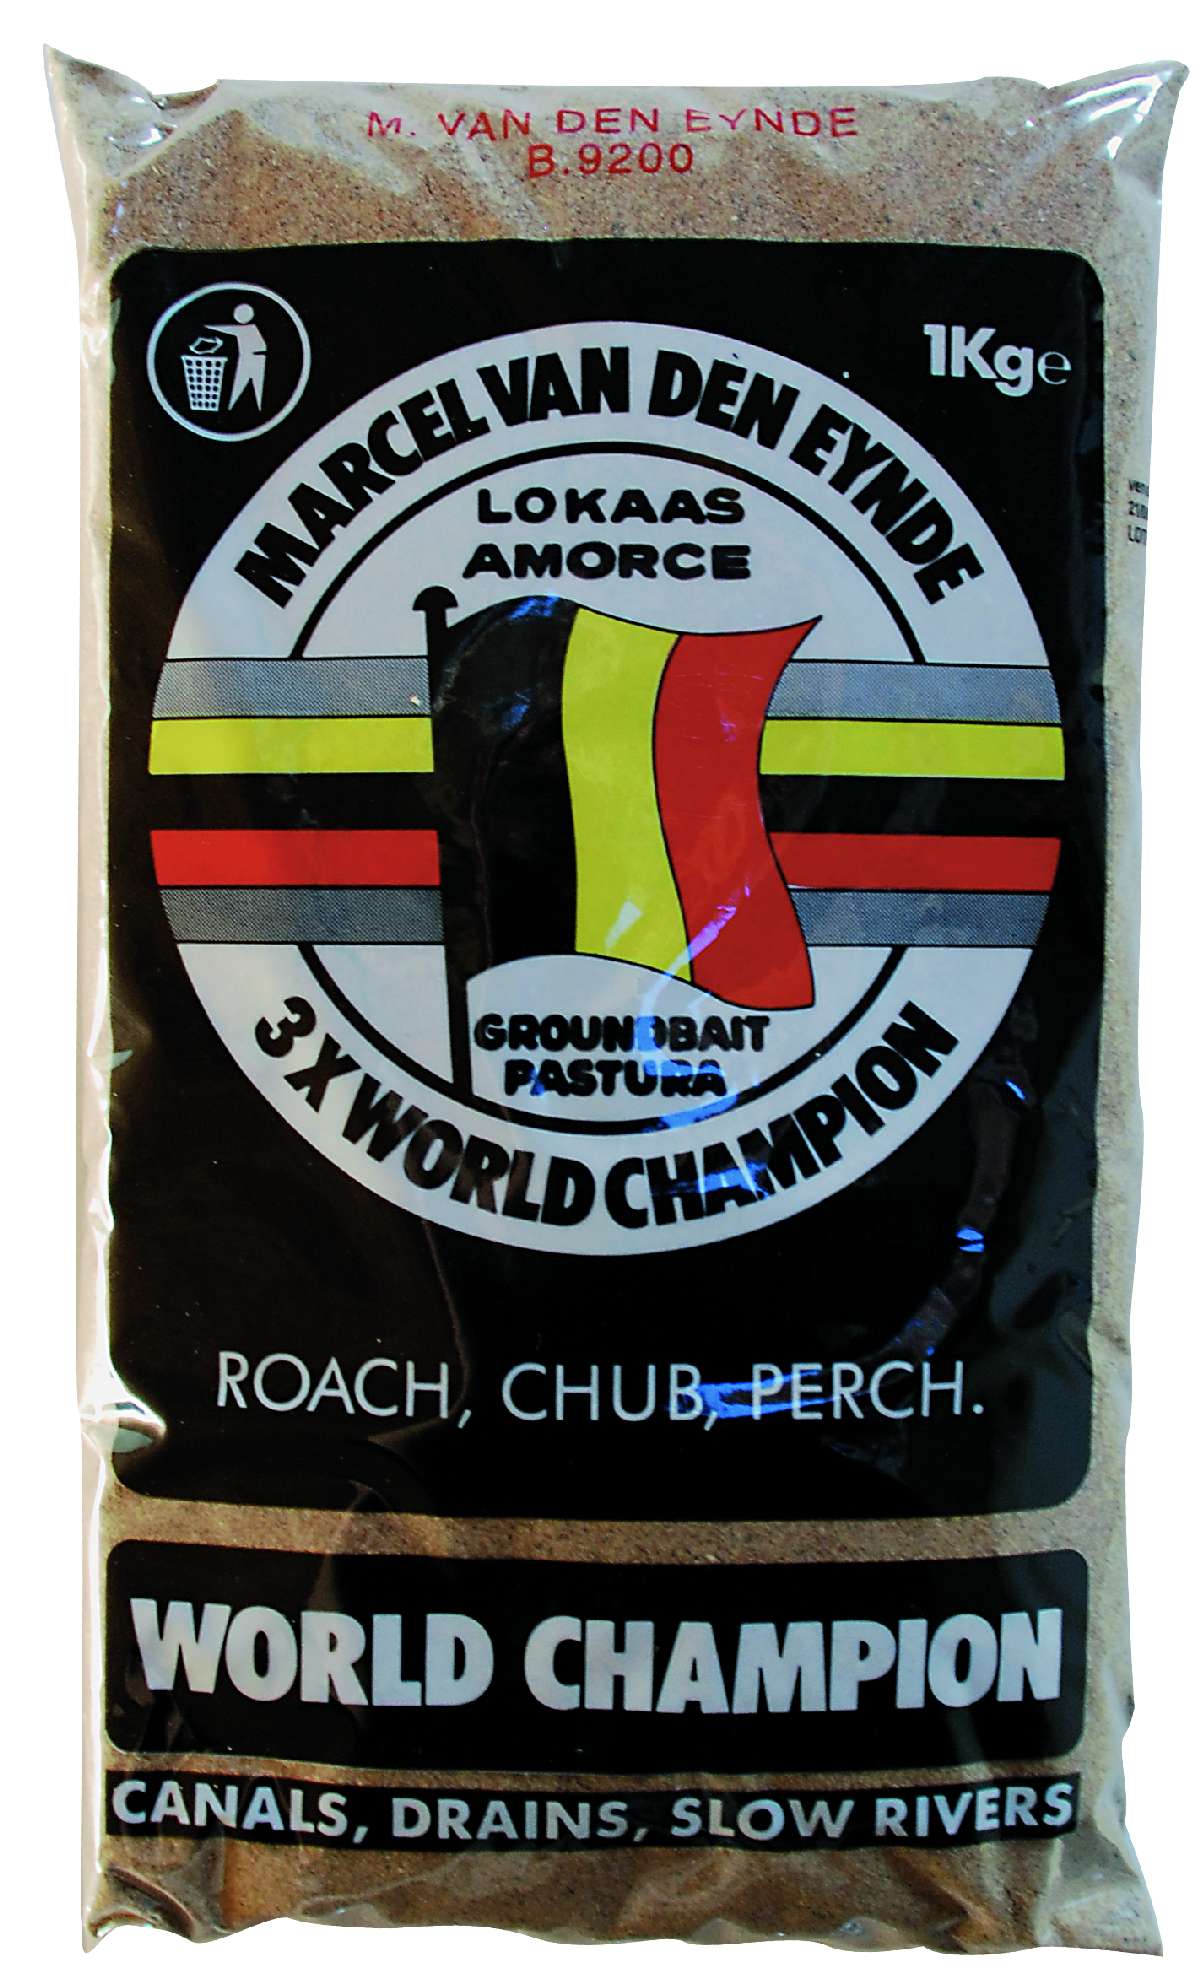 M. VAN DEN EYNDE
B.9200
1Kg℮
MARCEL VAN DEN EYNDE
LOKAAS
AMORCE
GROUNDBAIT
PASTURA
3 X WORLD CHAMPION
ROACH, CHUB, PERCH.
WORLD CHAMPION
CANALS, DRAINS, SLOW RIVERS